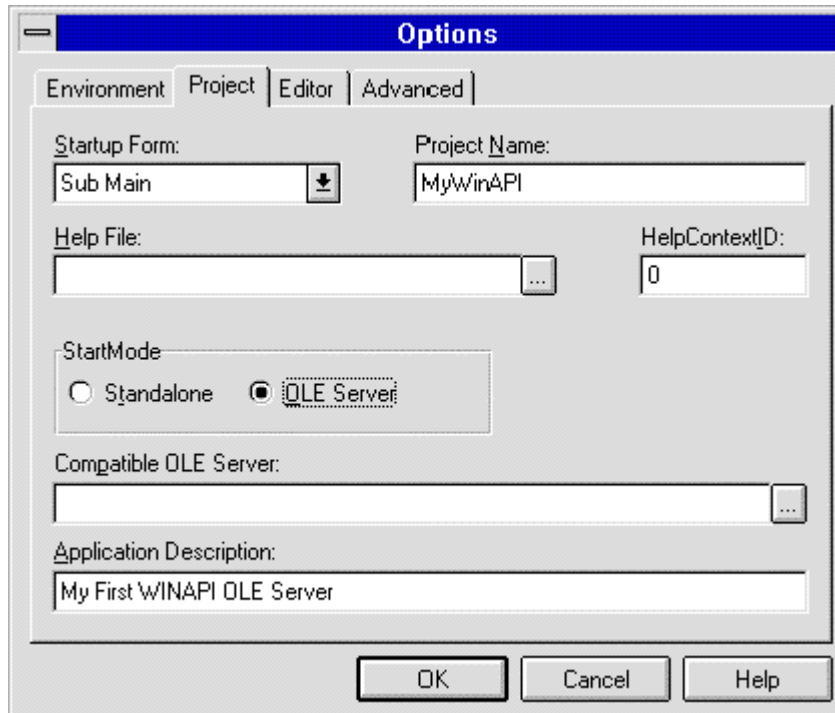 Options
Environment Project Editor Advanced
Startup Form: Project Name:
Sub Main MyWinAPI
Help File: HelpContextID:
... 0
StartMode
Standalone OLE Server
Compatible OLE Server:
...
Application Description:
My First WINAPI OLE Server
OK Cancel Help